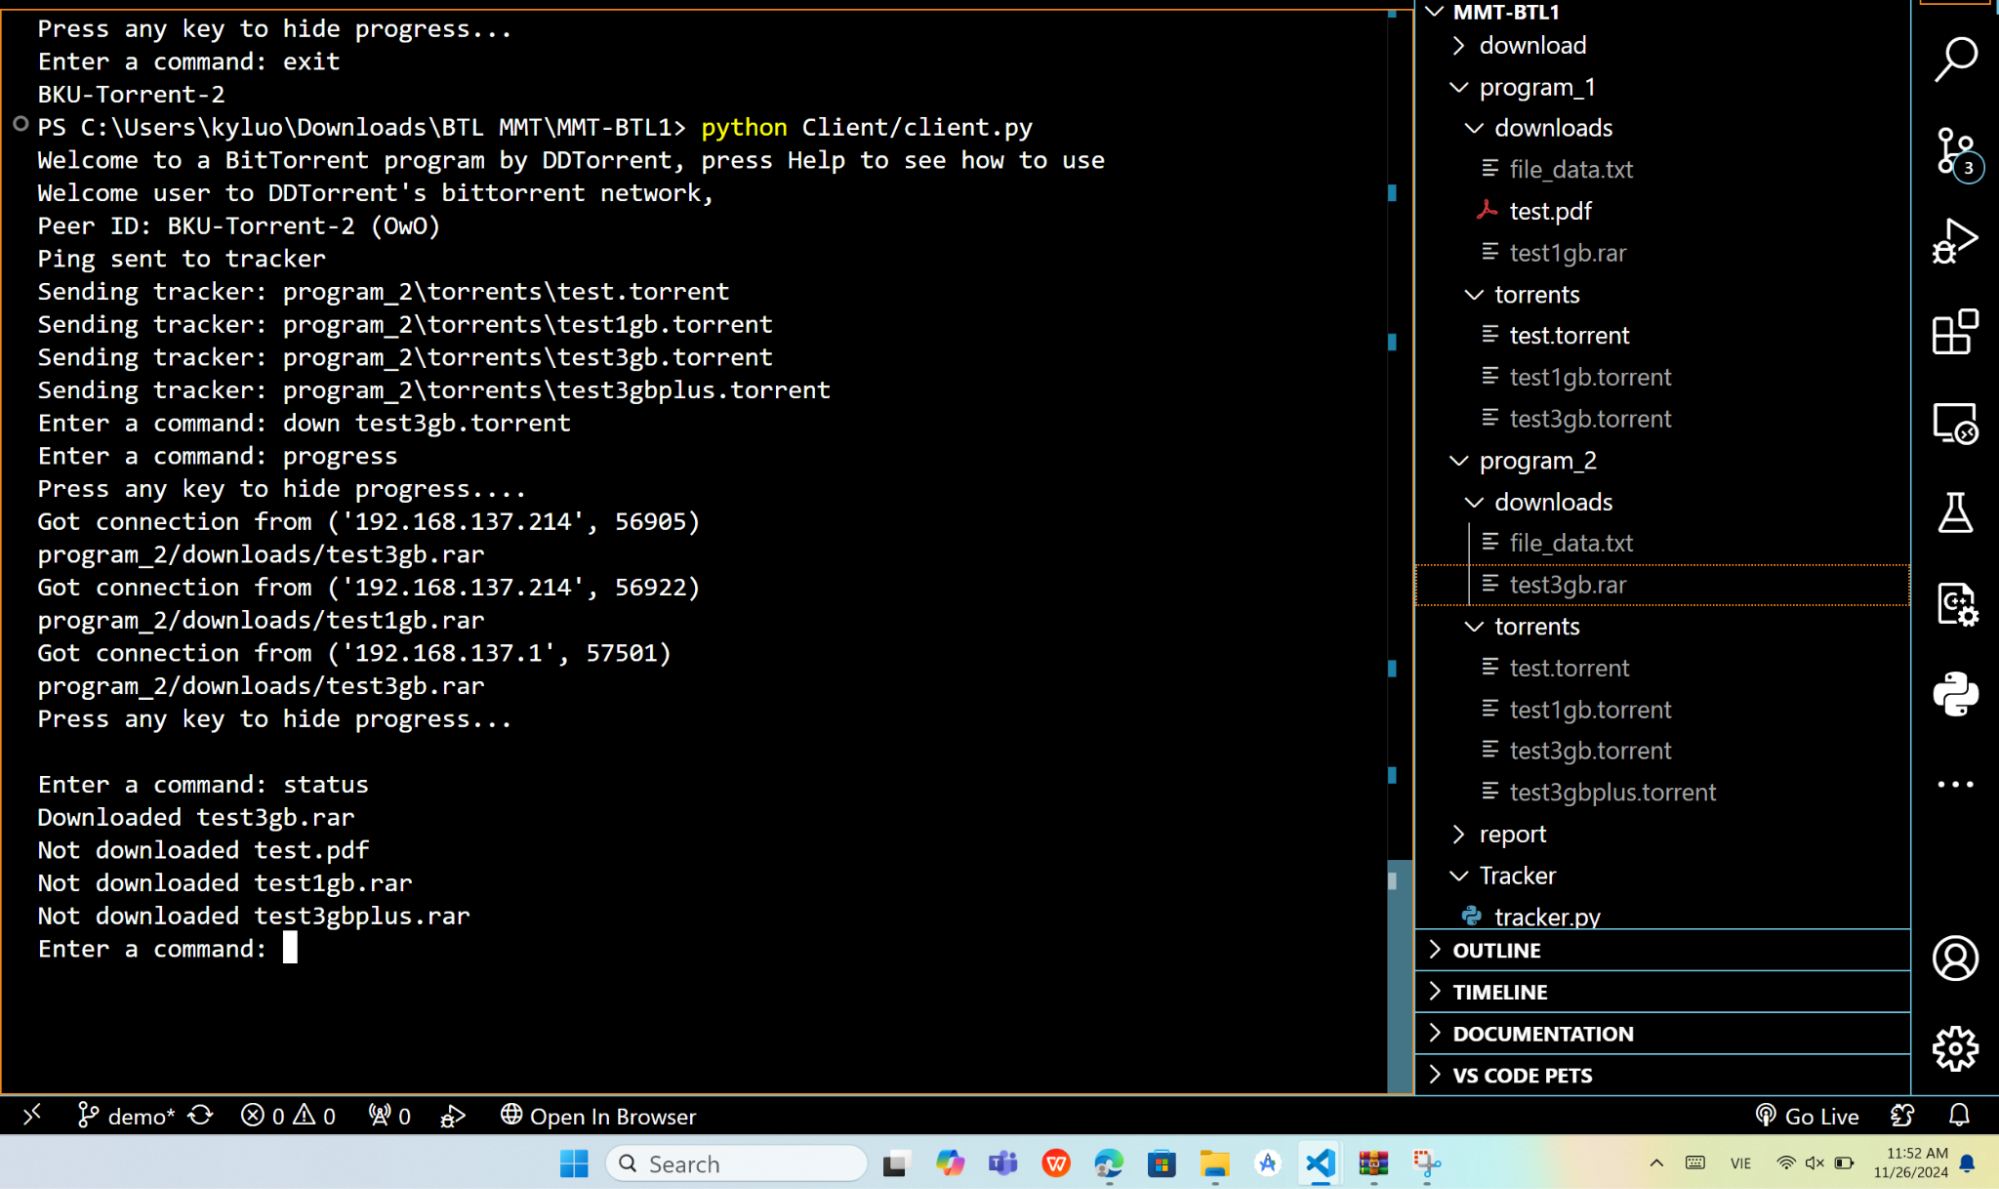 Press any key to hide progress...
Enter a command: exit
BKU-Torrent-2
PS C:\Users\kyluo\Downloads\BTL MMT\MMT-BTL1> python Client/client.py
Welcome to a BitTorrent program by DDTorrent, press Help to see how to use
Welcome user to DDTorrent's bittorrent network,
Peer ID: BKU-Torrent-2 (OwO)
Ping sent to tracker
Sending tracker: program_2\torrents\test.torrent
Sending tracker: program_2\torrents\test1gb.torrent
Sending tracker: program_2\torrents\test3gb.torrent
Sending tracker: program_2\torrents\test3gbplus.torrent
Enter a command: down test3gb.torrent
Enter a command: progress
Press any key to hide progress....
Got connection from ('192.168.137.214', 56905)
program_2/downloads/test3gb.rar
Got connection from ('192.168.137.214', 56922)
program_2/downloads/test1gb.rar
Got connection from ('192.168.137.1', 57501)
program_2/downloads/test3gb.rar
Press any key to hide progress...
Enter a command: status
Downloaded test3gb.rar
Not downloaded test.pdf
Not downloaded test1gb.rar
Not downloaded test3gbplus.rar
Enter a command:
MMT-BTL1
download
program_1
downloads
file_data.txt
test.pdf
test1gb.rar
torrents
test.torrent
test1gb.torrent
test3gb.torrent
program_2
downloads
file_data.txt
test3gb.rar
torrents
test.torrent
test1gb.torrent
test3gb.torrent
test3gbplus.torrent
report
Tracker
tracker.py
OUTLINE
TIMELINE
DOCUMENTATION
VS CODE PETS
3
demo* 0 0 0 Open In Browser
Go Live
Search
VIE
11:52 AM
11/26/2024